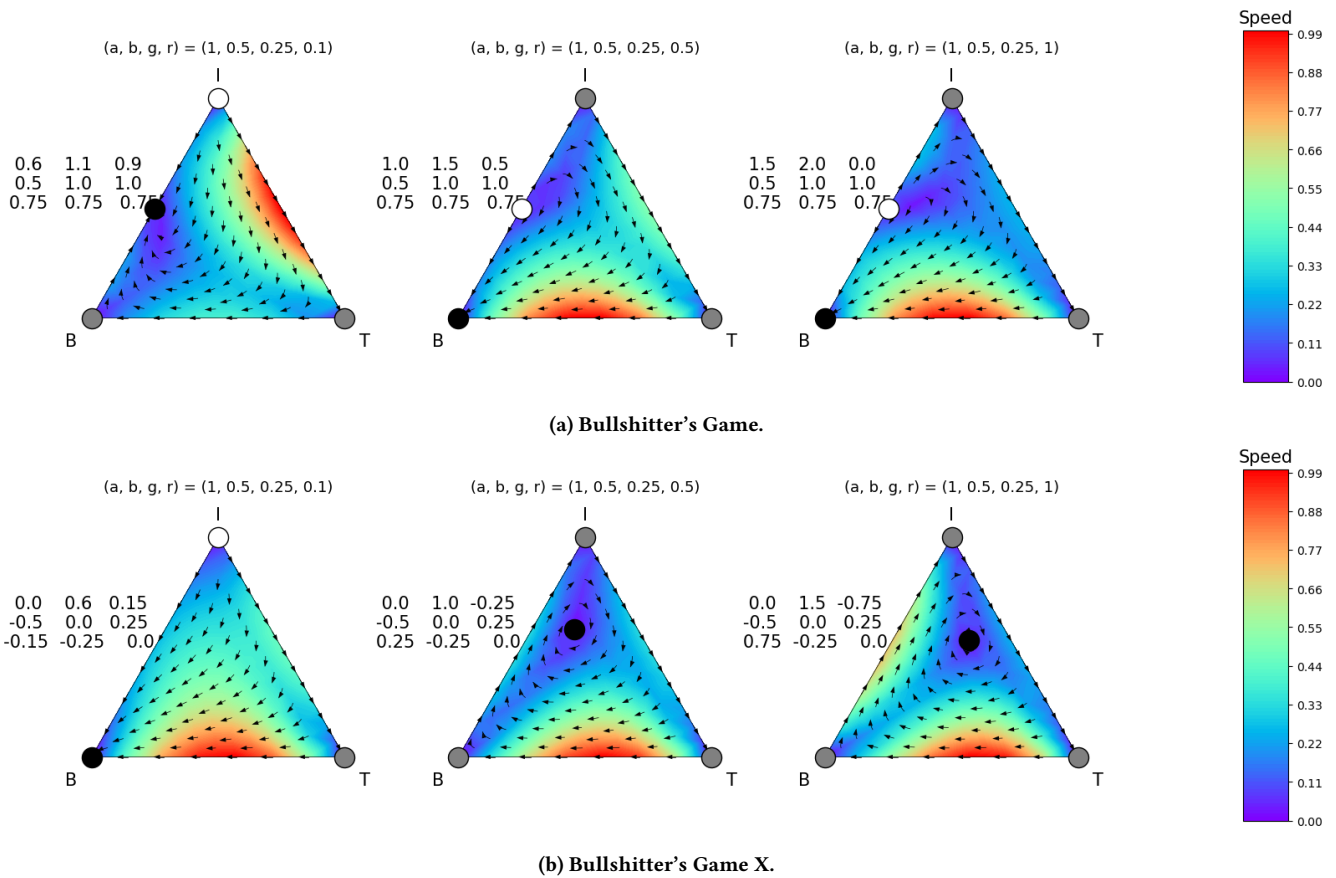 Speed
(a, b, g, r) = (1, 0.5, 0.25, 0.1) (a, b, g, r) = (1, 0.5, 0.25, 0.5) (a, b, g, r) = (1, 0.5, 0.25, 1)
I I I
0.6 1.1 0.9 1.0 1.5 0.5 1.5 2.0 0.0
0.5 1.0 1.0 0.5 1.0 1.0 0.5 1.0 1.0
0.75 0.75 0.75 0.75 0.75 0.75 0.75 0.75 0.75
B T B T B T
0.99
0.88
0.77
0.66
0.55
0.44
0.33
0.22
0.11
0.00
(a) Bullshitter's Game.
Speed
(a, b, g, r) = (1, 0.5, 0.25, 0.1) (a, b, g, r) = (1, 0.5, 0.25, 0.5) (a, b, g, r) = (1, 0.5, 0.25, 1)
I I I
0.0 0.6 0.15 0.0 1.0 -0.25 0.0 1.5 -0.75
-0.5 0.0 0.25 -0.5 0.0 0.25 -0.5 0.0 0.25
-0.15 -0.25 0.0 0.25 -0.25 0.0 0.75 -0.25 0.0
B T B T B T
0.99
0.88
0.77
0.66
0.55
0.44
0.33
0.22
0.11
0.00
(b) Bullshitter's Game X.